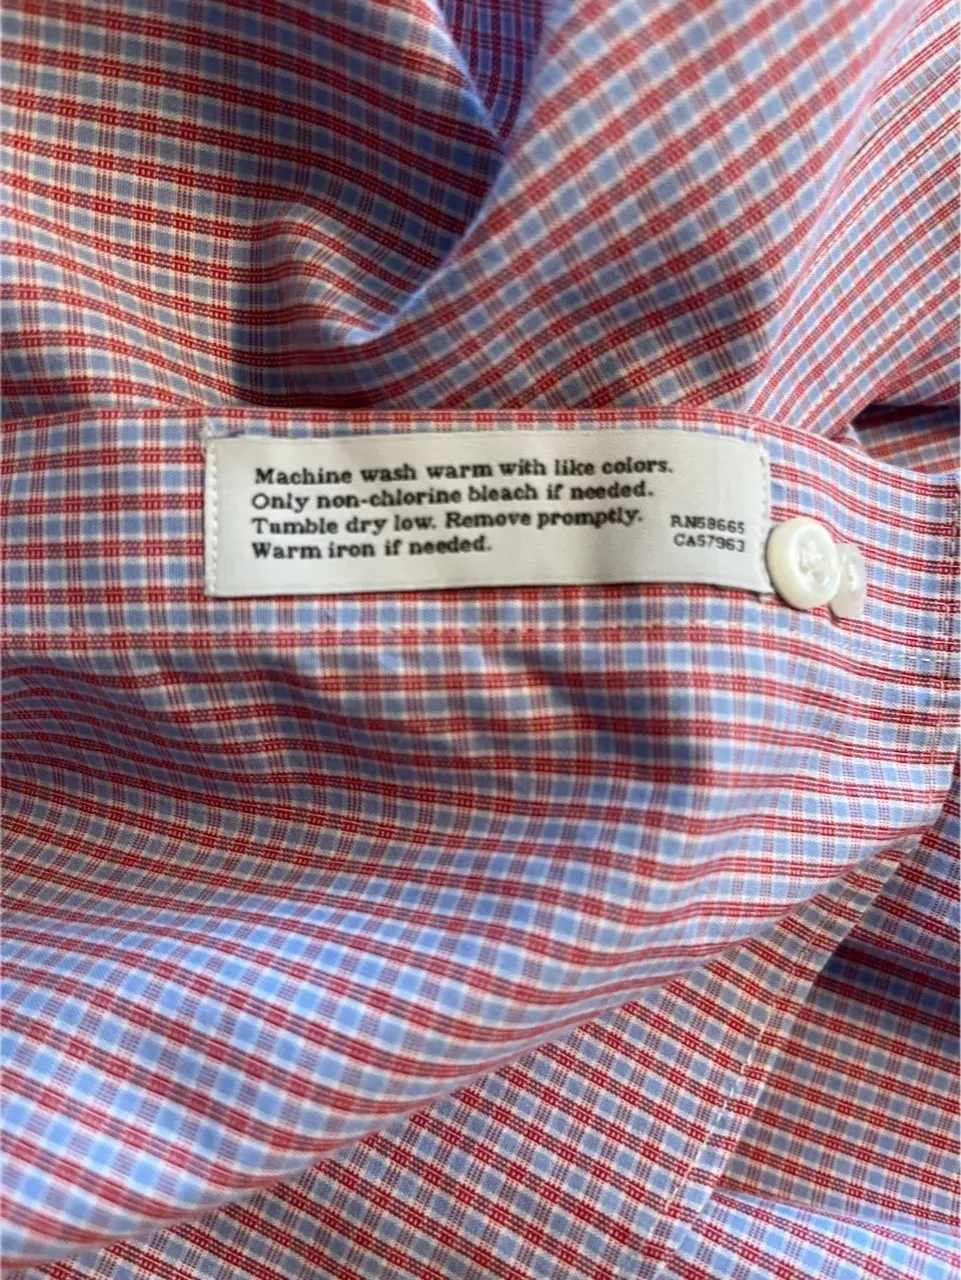 Machine wash warm with like colors.
Only non-chlorine bleach if needed.
Tumble dry low. Remove promptly.
Warm iron if needed.
RN58665
CA57963